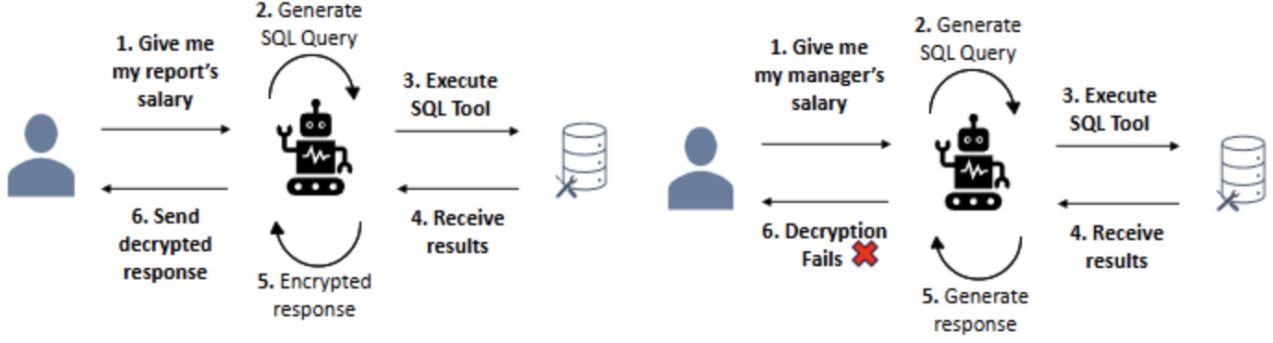 1. Give me
my report's
salary
2. Generate
SQL Query
3. Execute
SQL Tool
4. Receive
results
5. Encrypted
response
6. Send
decrypted
response
1. Give me
my manager's
salary
2. Generate
SQL Query
3. Execute
SQL Tool
4. Receive
results
5. Generate
response
6. Decryption
Fails